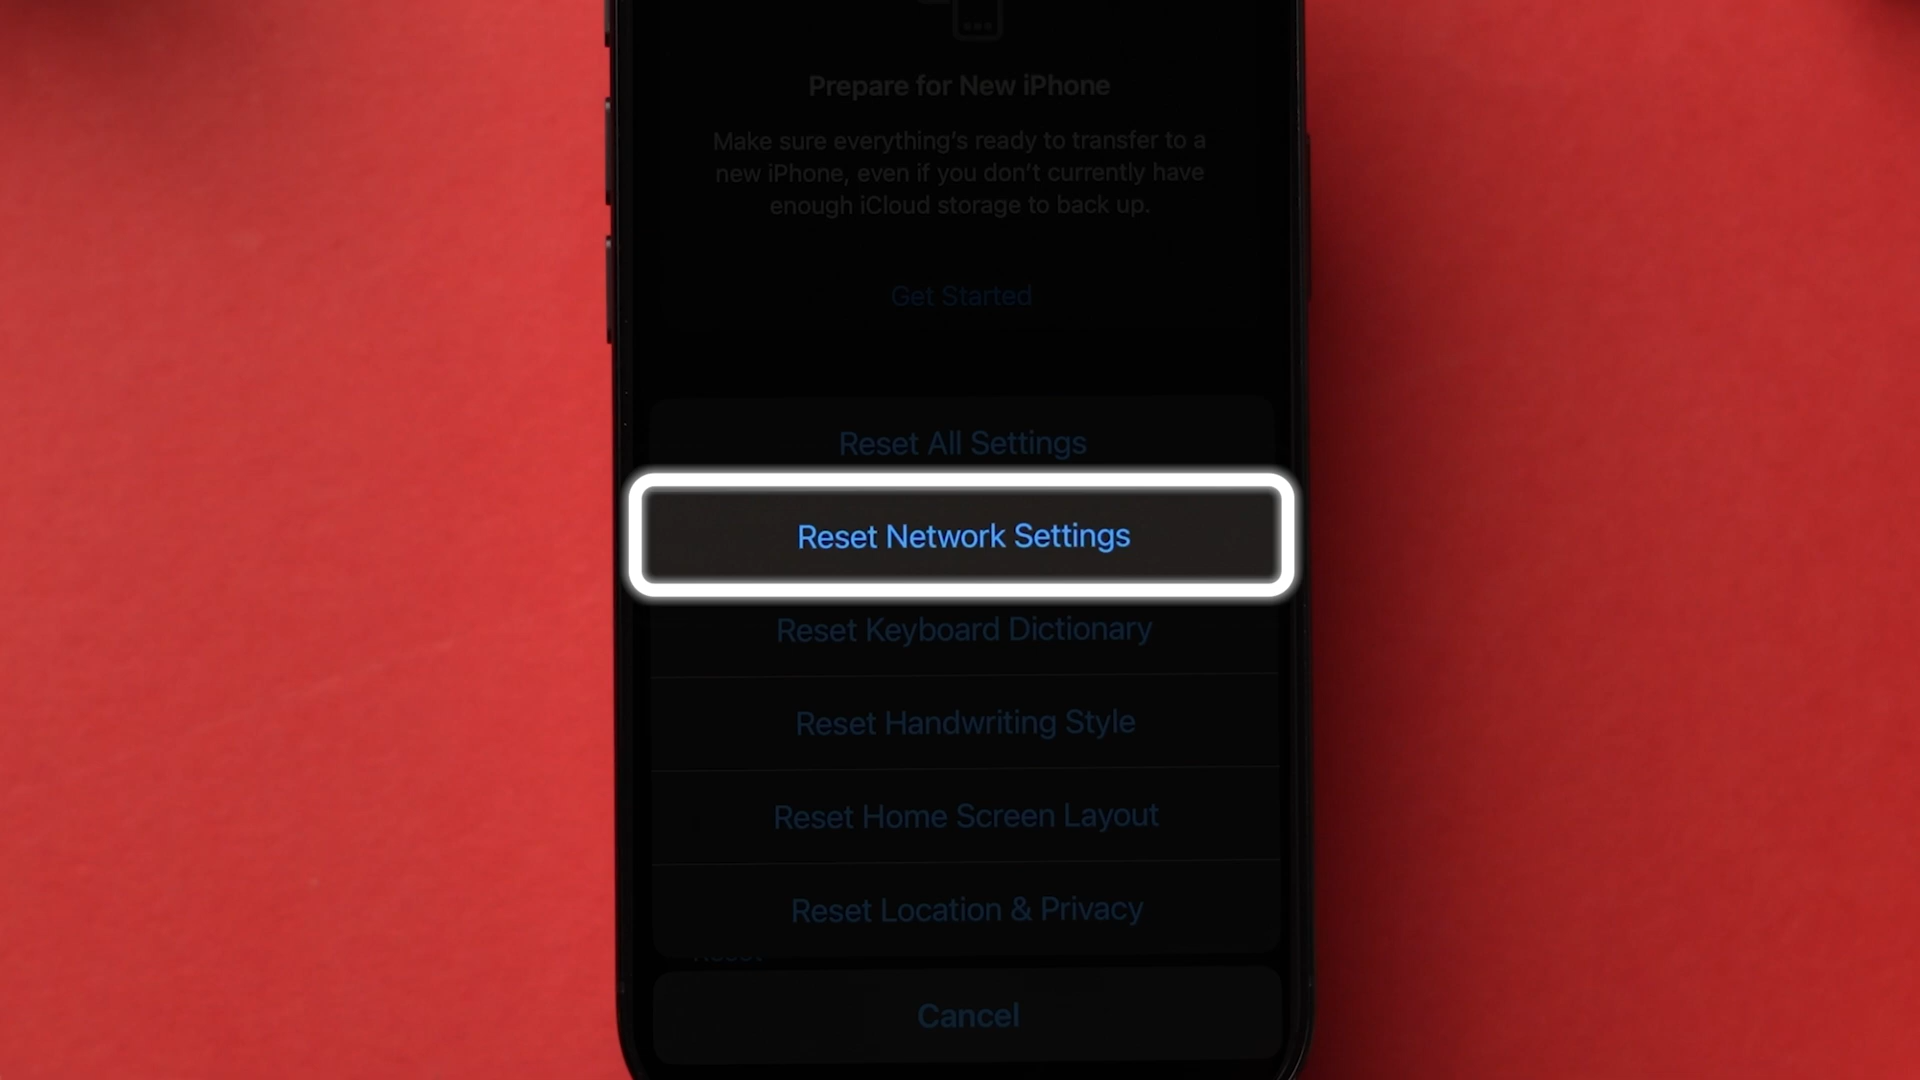 Prepare for New iPhone
Make sure everything's ready to transfer to a
new iPhone, even if you don't currently have
enough iCloud storage to back up.
Get Started
Reset All Settings
Reset Network Settings
Reset Keyboard Dictionary
Reset Handwriting Style
Reset Home Screen Layout
Reset Location & Privacy
Reset
Cancel